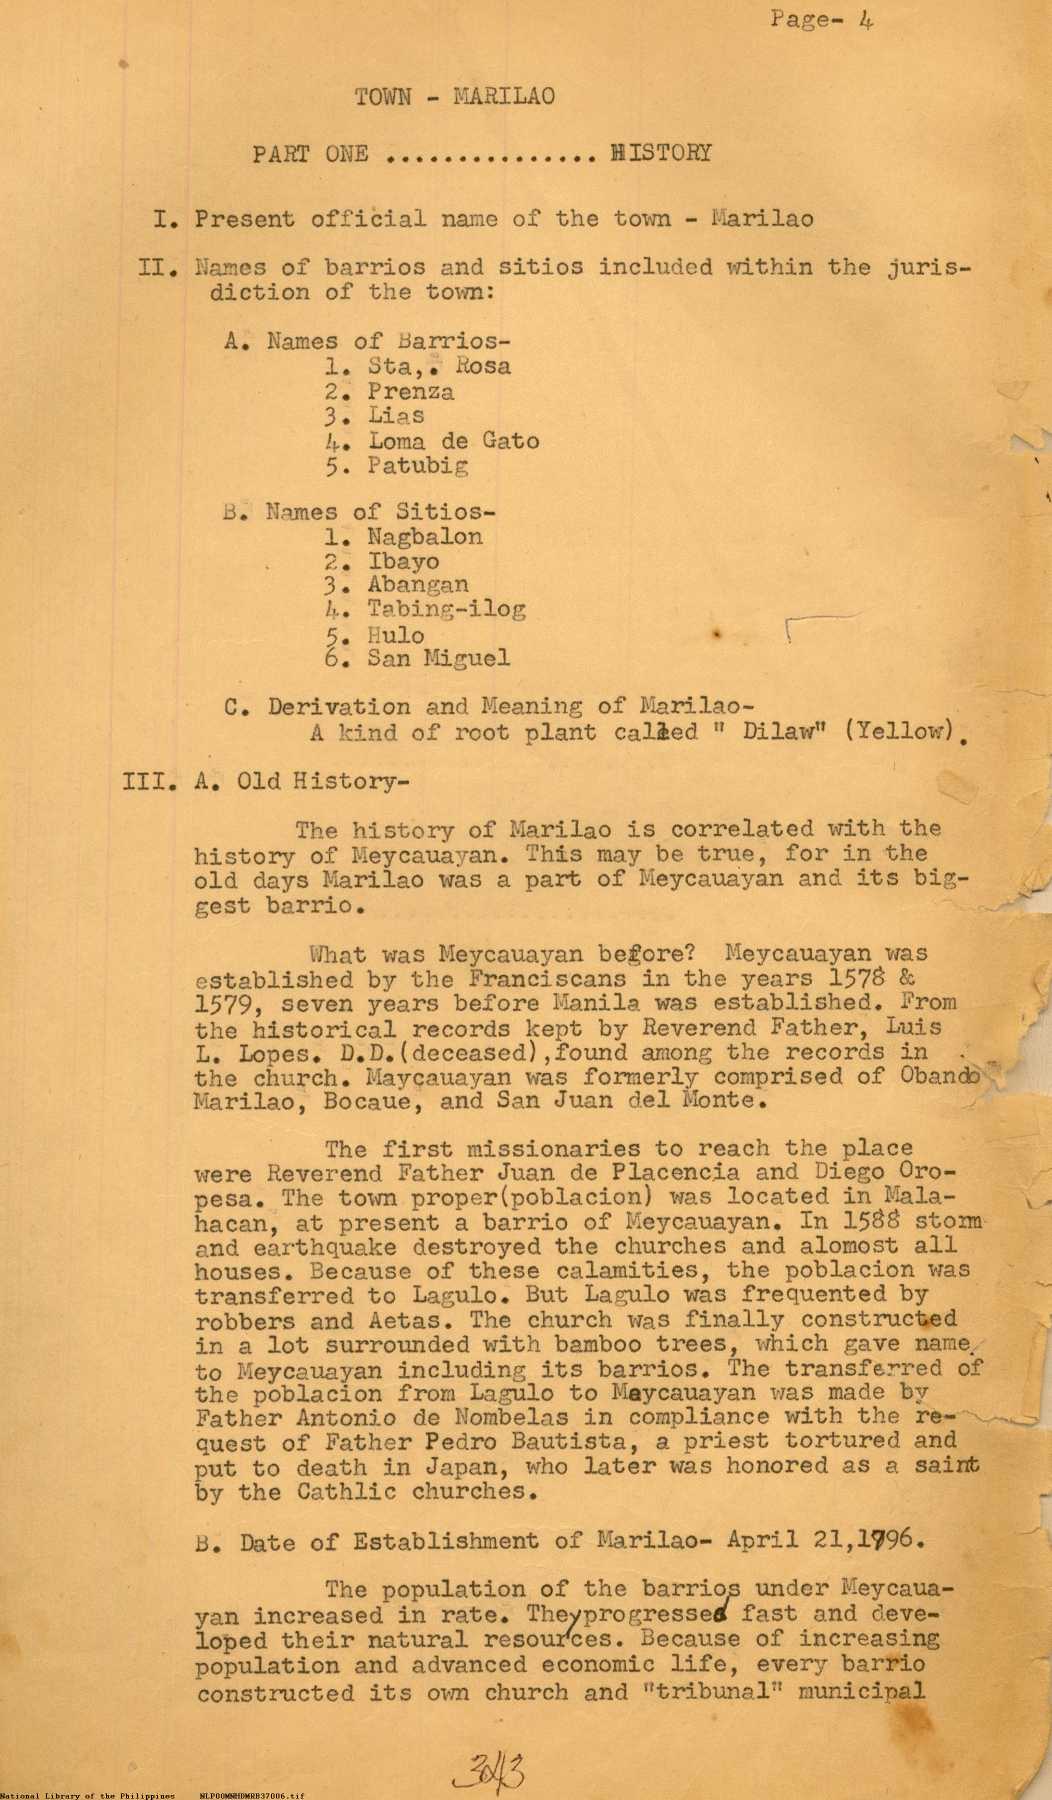 Page- 4
TOWN - MARILAO
PART ONE ............... HISTORY
I. Present official name of the town - Marilao
II. Names of barrios and sitios included within the juris-
diction of the town:
A. Names of Barrios-
1. Sta,. Rosa
2. Prenza
3. Lias
4. Loma de Gato
5. Patubig
B. Names of Sitios-
1. Nagbalon
2. Ibayo
3. Abangan
4. Tabing-ilog
5. Hulo
6. San Miguel
C. Derivation and Meaning of Marilao-
A kind of root plant called " Dilaw" (Yellow).
III. A. Old History-
The history of Marilao is correlated with the
history of Meycauayan. This may be true, for in the
old days Marilao was a part of Meycauayan and its big-
gest barrio.
What was Meycauayan before? Meycauayan was
established by the Franciscans in the years 1578 &
1579, seven years before Manila was established. From
the historical records kept by Reverend Father, Luis
L. Lopes. D.D.(deceased),found among the records in
the church. Maycauayan was formerly comprised of Obando
Marilao, Bocaue, and San Juan del Monte.
The first missionaries to reach the place
were Reverend Father Juan de Placencia and Diego Oro-
pesa. The town proper(poblacion) was located in Mala-
hacan, at present a barrio of Meycauayan. In 1588 storm
and earthquake destroyed the churches and alomost all
houses. Because of these calamities, the poblacion was
transferred to Lagulo. But Lagulo was frequented by
robbers and Aetas. The church was finally constructed
in a lot surrounded with bamboo trees, which gave name
to Meycauayan including its barrios. The transferred of
the poblacion from Lagulo to Meycauayan was made by
Father Antonio de Nombelas in compliance with the re-
quest of Father Pedro Bautista, a priest tortured and
put to death in Japan, who later was honored as a saint
by the Cathlic churches.
B. Date of Establishment of Marilao- April 21,1796.
The population of the barrios under Meycaua-
yan increased in rate. They progressed fast and deve-
loped their natural resources. Because of increasing
population and advanced economic life, every barrio
constructed its own church and "tribunal" municipal
343
National Library of the Philippines NLPOOMNHDMRB37006.tif